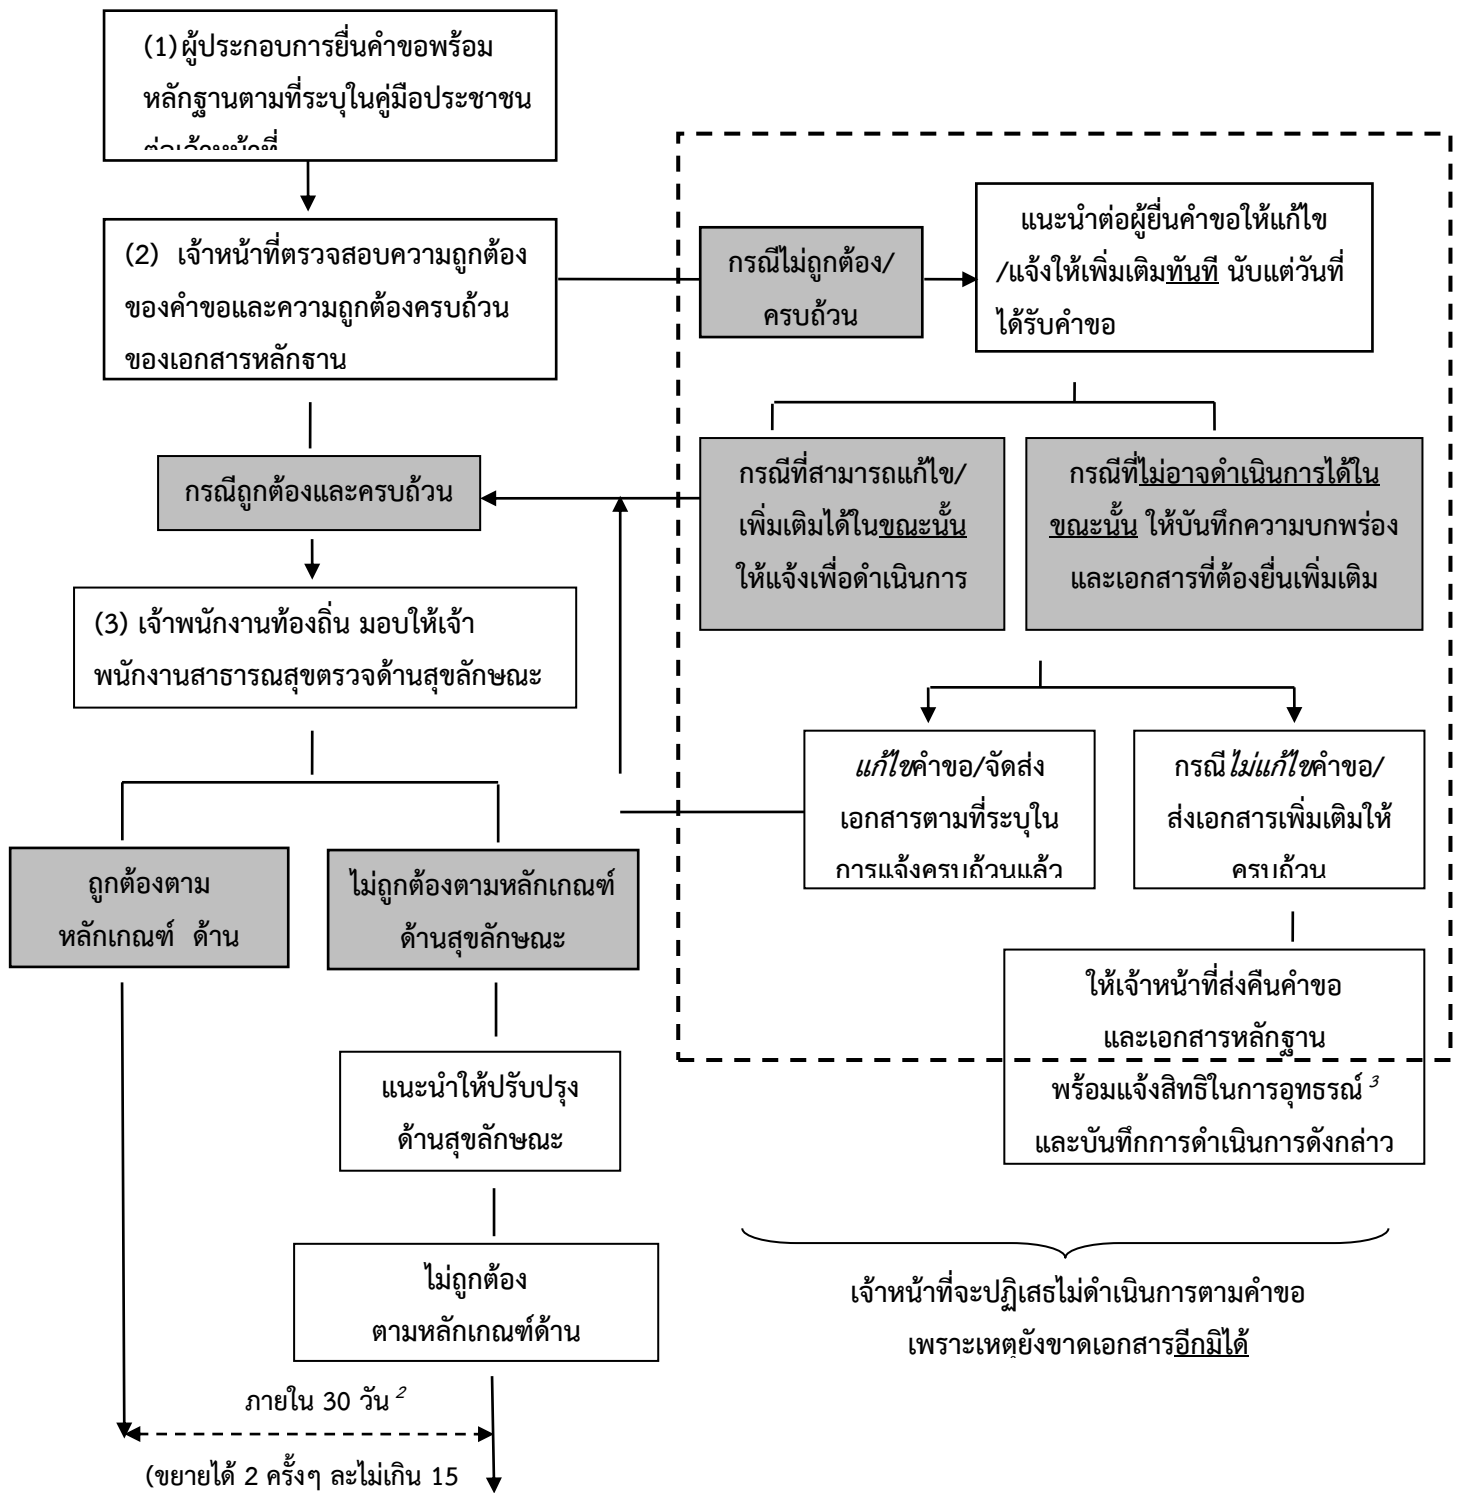 (1) ผู้ประกอบการยื่นคำขอพร้อม
หลักฐานตามที่ระบุในคู่มือประชาชน
ต่อเจ้าหน้าที่
(2) เจ้าหน้าที่ตรวจสอบความถูกต้อง
ของคำขอและความถูกต้องครบถ้วน
ของเอกสารหลักฐาน
กรณีไม่ถูกต้อง/
ครบถ้วน
แนะนำต่อผู้ยื่นคำขอให้แก้ไข
/แจ้งให้เพิ่มเติมทันที นับแต่วันที่
ได้รับคำขอ
กรณีถูกต้องและครบถ้วน
กรณีที่สามารถแก้ไข/
เพิ่มเติมได้ในขณะนั้น
ให้แจ้งเพื่อดำเนินการ
กรณีที่ไม่อาจดำเนินการได้ใน
ขณะนั้น ให้บันทึกความบกพร่อง
และเอกสารที่ต้องยื่นเพิ่มเติม
(3) เจ้าพนักงานท้องถิ่น มอบให้เจ้า
พนักงานสาธารณสุขตรวจด้านสุขลักษณะ
แก้ไขคำขอ/จัดส่ง
เอกสารตามที่ระบุใน
การแจ้งครบถ้วนแล้ว
กรณีไม่แก้ไขคำขอ/
ส่งเอกสารเพิ่มเติมให้
ครบถ้วน
ถูกต้องตาม
หลักเกณฑ์ ด้าน
ไม่ถูกต้องตามหลักเกณฑ์
ด้านสุขลักษณะ
ให้เจ้าหน้าที่ส่งคืนคำขอ
และเอกสารหลักฐาน
พร้อมแจ้งสิทธิในการอุทธรณ์ 3
และบันทึกการดำเนินการดังกล่าว
แนะนำให้ปรับปรุง
ด้านสุขลักษณะ
ไม่ถูกต้อง
ตามหลักเกณฑ์ด้าน
เจ้าหน้าที่จะปฏิเสธไม่ดำเนินการตามคำขอ
เพราะเหตุยังขาดเอกสารอีกมิได้
ภายใน 30 วัน 2
(ขยายได้ 2 ครั้งๆ ละไม่เกิน 15